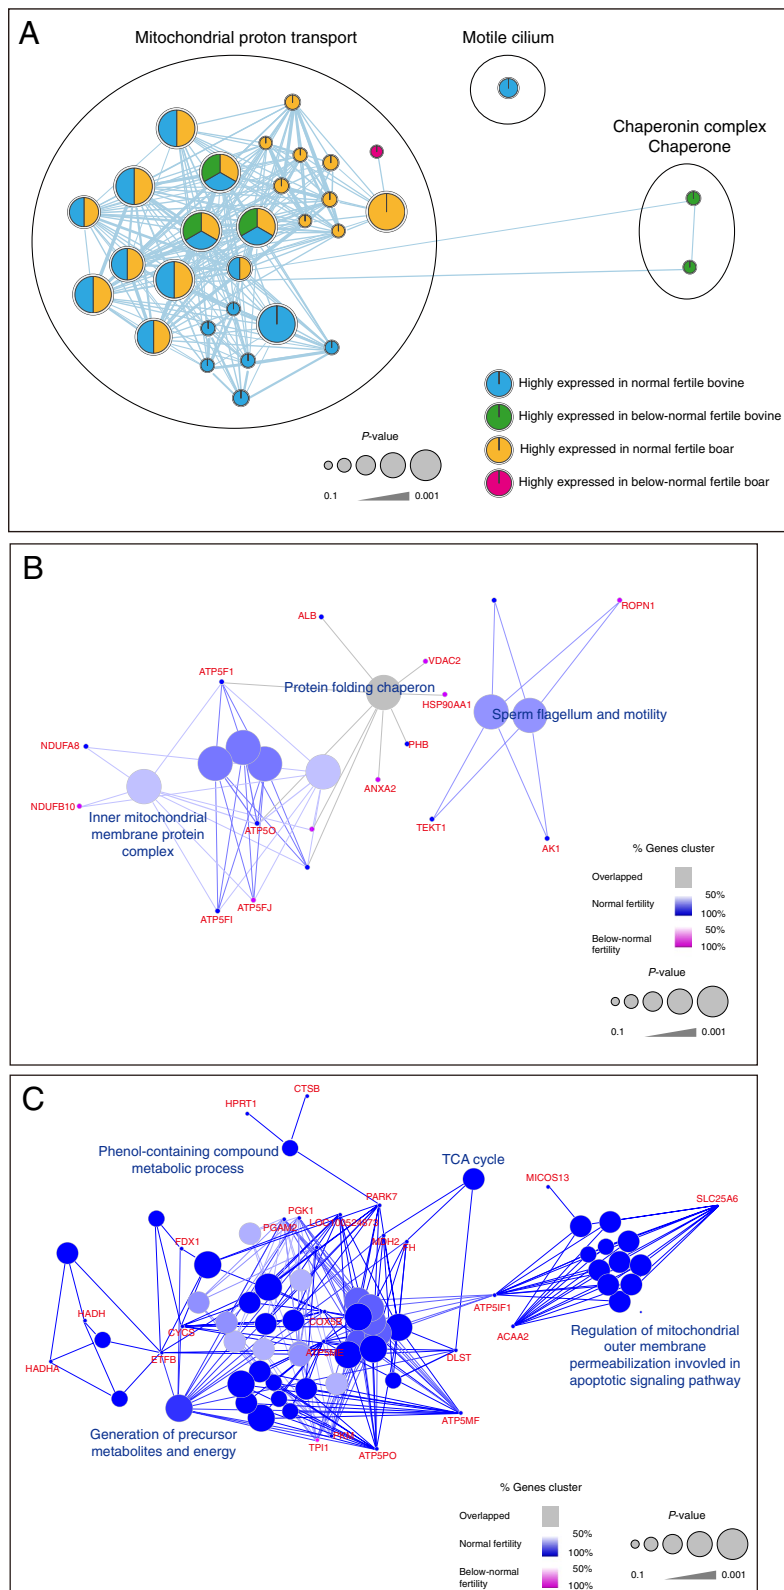 A
Mitochondrial proton transport
Motile cilium
Chaperonin complex
Chaperone
Highly expressed in normal fertile bovine
Highly expressed in below-normal fertile bovine
Highly expressed in normal fertile boar
Highly expressed in below-normal fertile boar
P-value
0.1
0.001
B
ALB
ROPN1
VDAC2
ATP5F1
Protein folding chaperon
HSP90AA1
Sperm flagellum and motility
NDUFA8
PHB
ANXA2
NDUFB10
Inner mitochondrial
membrane protein
complex
ATP5O
TEKT1
AK1
ATP5FI
ATP5FJ
% Genes cluster
Overlapped
Normal fertility
50%
100%
Below-normal
fertility
50%
100%
P-value
0.1
0.001
C
CTSB
HPRT1
Phenol-containing compound
metabolic process
TCA cycle
MICOS13
SLC25A6
PARK7
PGK1
PGAM2
FDX1
FH
ATP5IF1
HADH
CYCS
COX5B
ACAA2
HADHA
ETFB
DLST
Regulation of mitochondrial
outer membrane
permeabilization invovled in
apoptotic signaling pathway
Generation of precursor
metabolites and energy
ATP5MF
TPI1
ATP5PO
% Genes cluster
Overlapped
Normal fertility
50%
100%
Below-normal
fertility
50%
100%
P-value
0.1
0.001